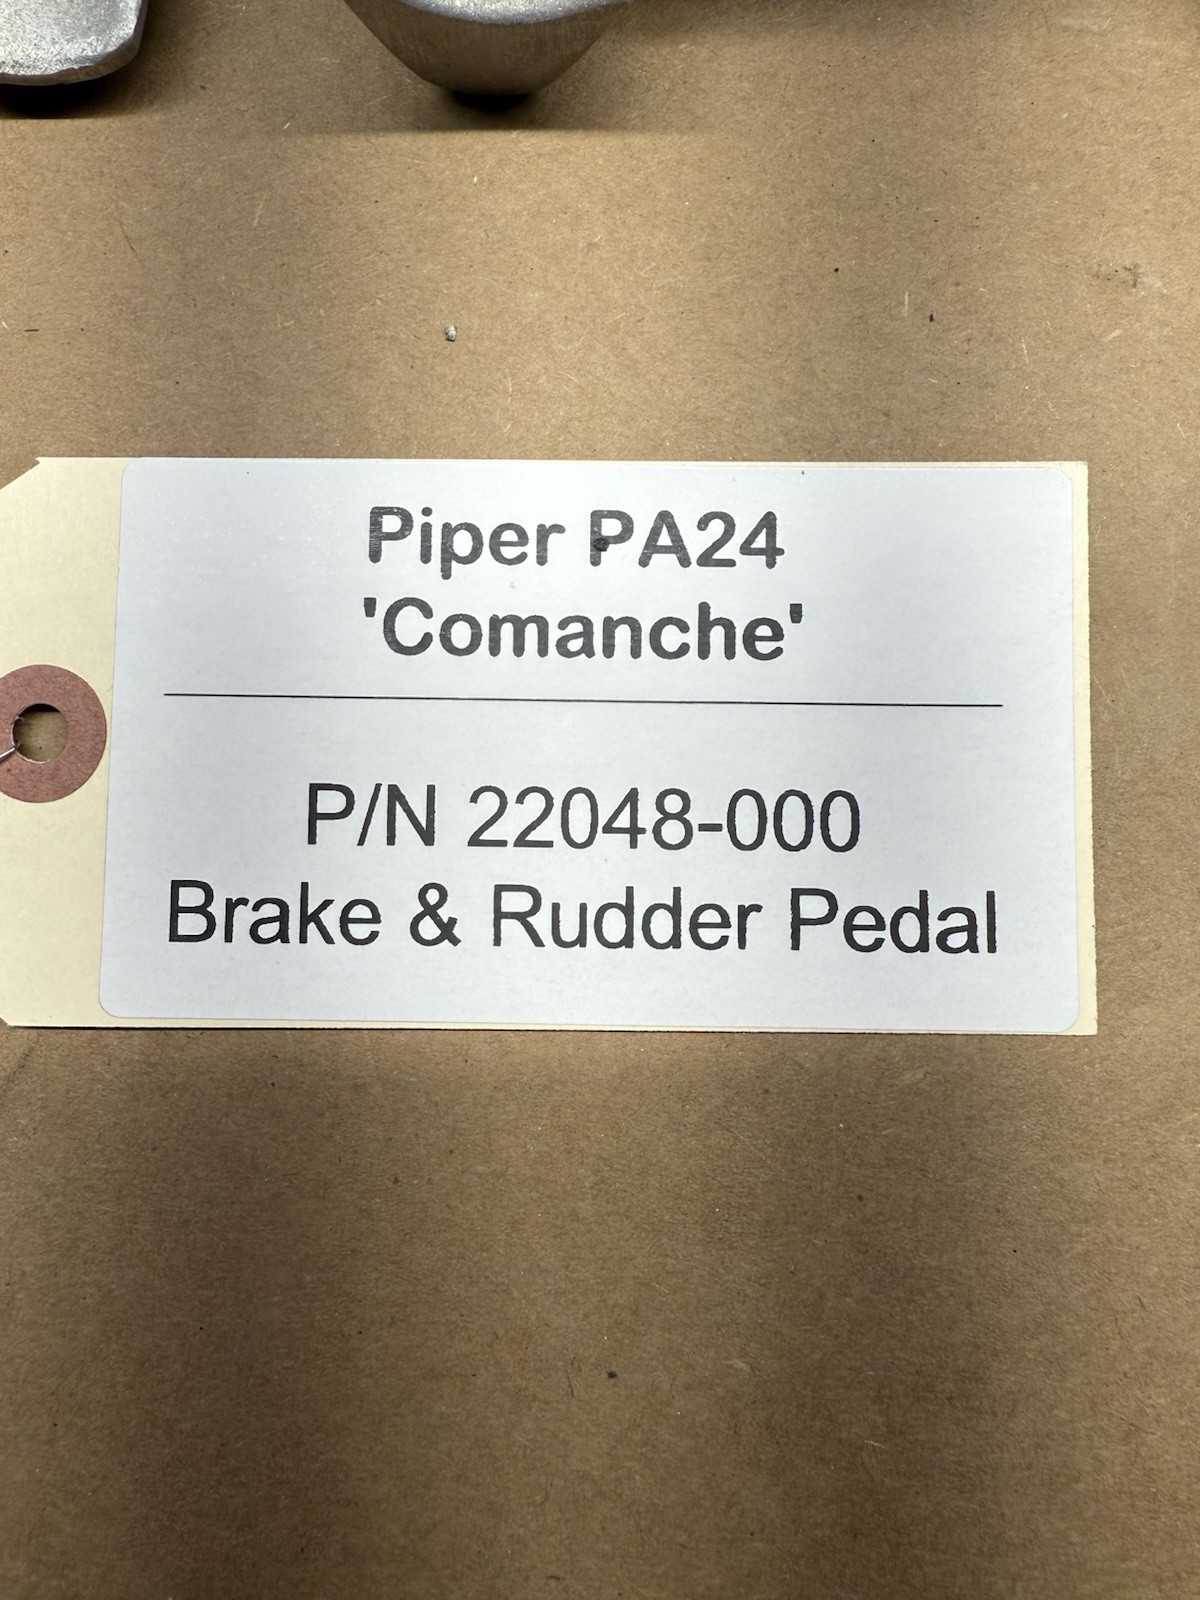 Piper PA24
'Comanche'
P/N 22048-000
Brake & Rudder Pedal